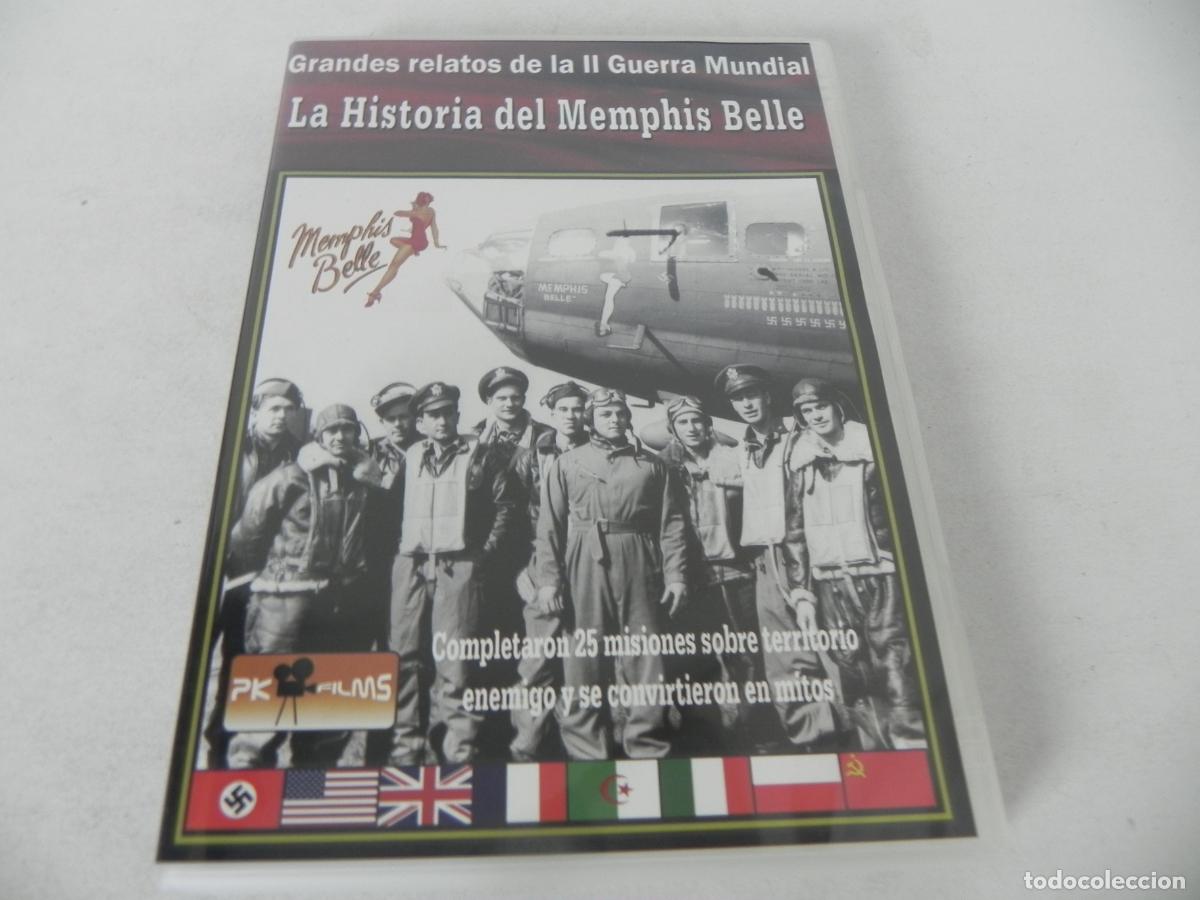 Grandes relatos de la II Guerra Mundial
La Historia del Memphis Belle
Memphis
Belle
"MEMPHIS
BELLE"
Completaron 25 misiones sobre territorio
enemigo y se convirtieron en mitos
PK FILMS
todocoleccion